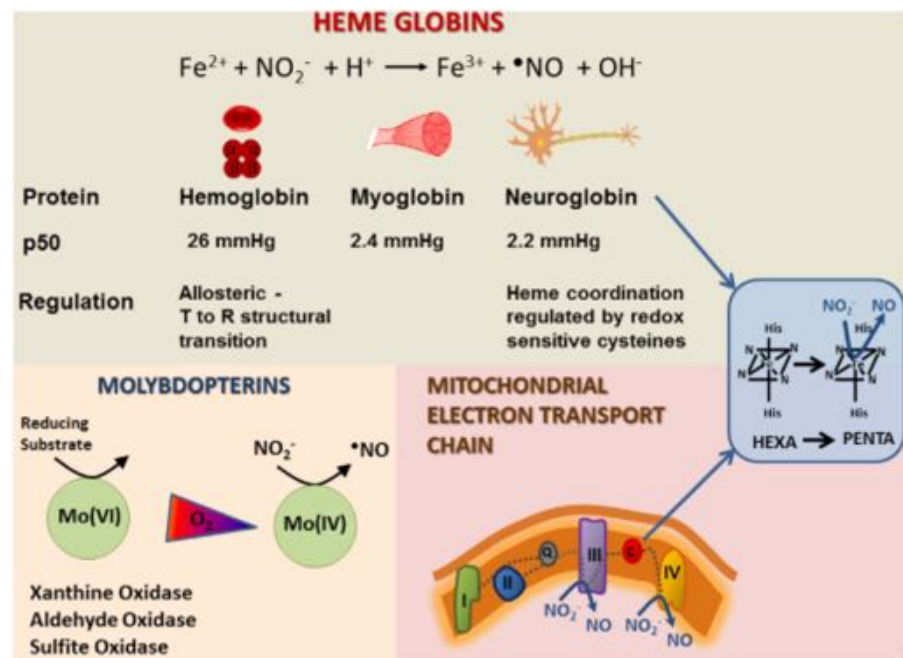 HEME GLOBINS
Fe²⁺ + NO₂⁻ + H⁺ ⟶ Fe³⁺ + •NO + OH⁻
Protein Hemoglobin Myoglobin Neuroglobin
p50 26 mmHg 2.4 mmHg 2.2 mmHg
Regulation
Allosteric -
T to R structural
transition
Heme coordination
regulated by redox
sensitive cysteines
NO₂⁻ NO
His His
N N N N
N N N N
His His
HEXA → PENTA
MOLYBDOPTERINS
Reducing
Substrate
NO₂⁻ •NO
Mo(VI) O₂ Mo(IV)
Xanthine Oxidase
Aldehyde Oxidase
Sulfite Oxidase
MITOCHONDRIAL
ELECTRON TRANSPORT
CHAIN
I II Q III C IV
NO₂⁻ NO NO₂⁻ NO